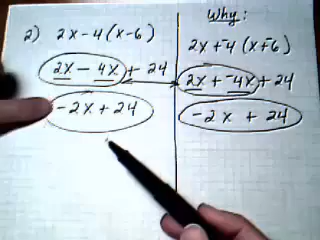 2) 2x - 4(x-6)
2x - 4x + 24
-2x + 24
Why:
2x + -4(x + -6)
2x + -4x + 24
-2x + 24